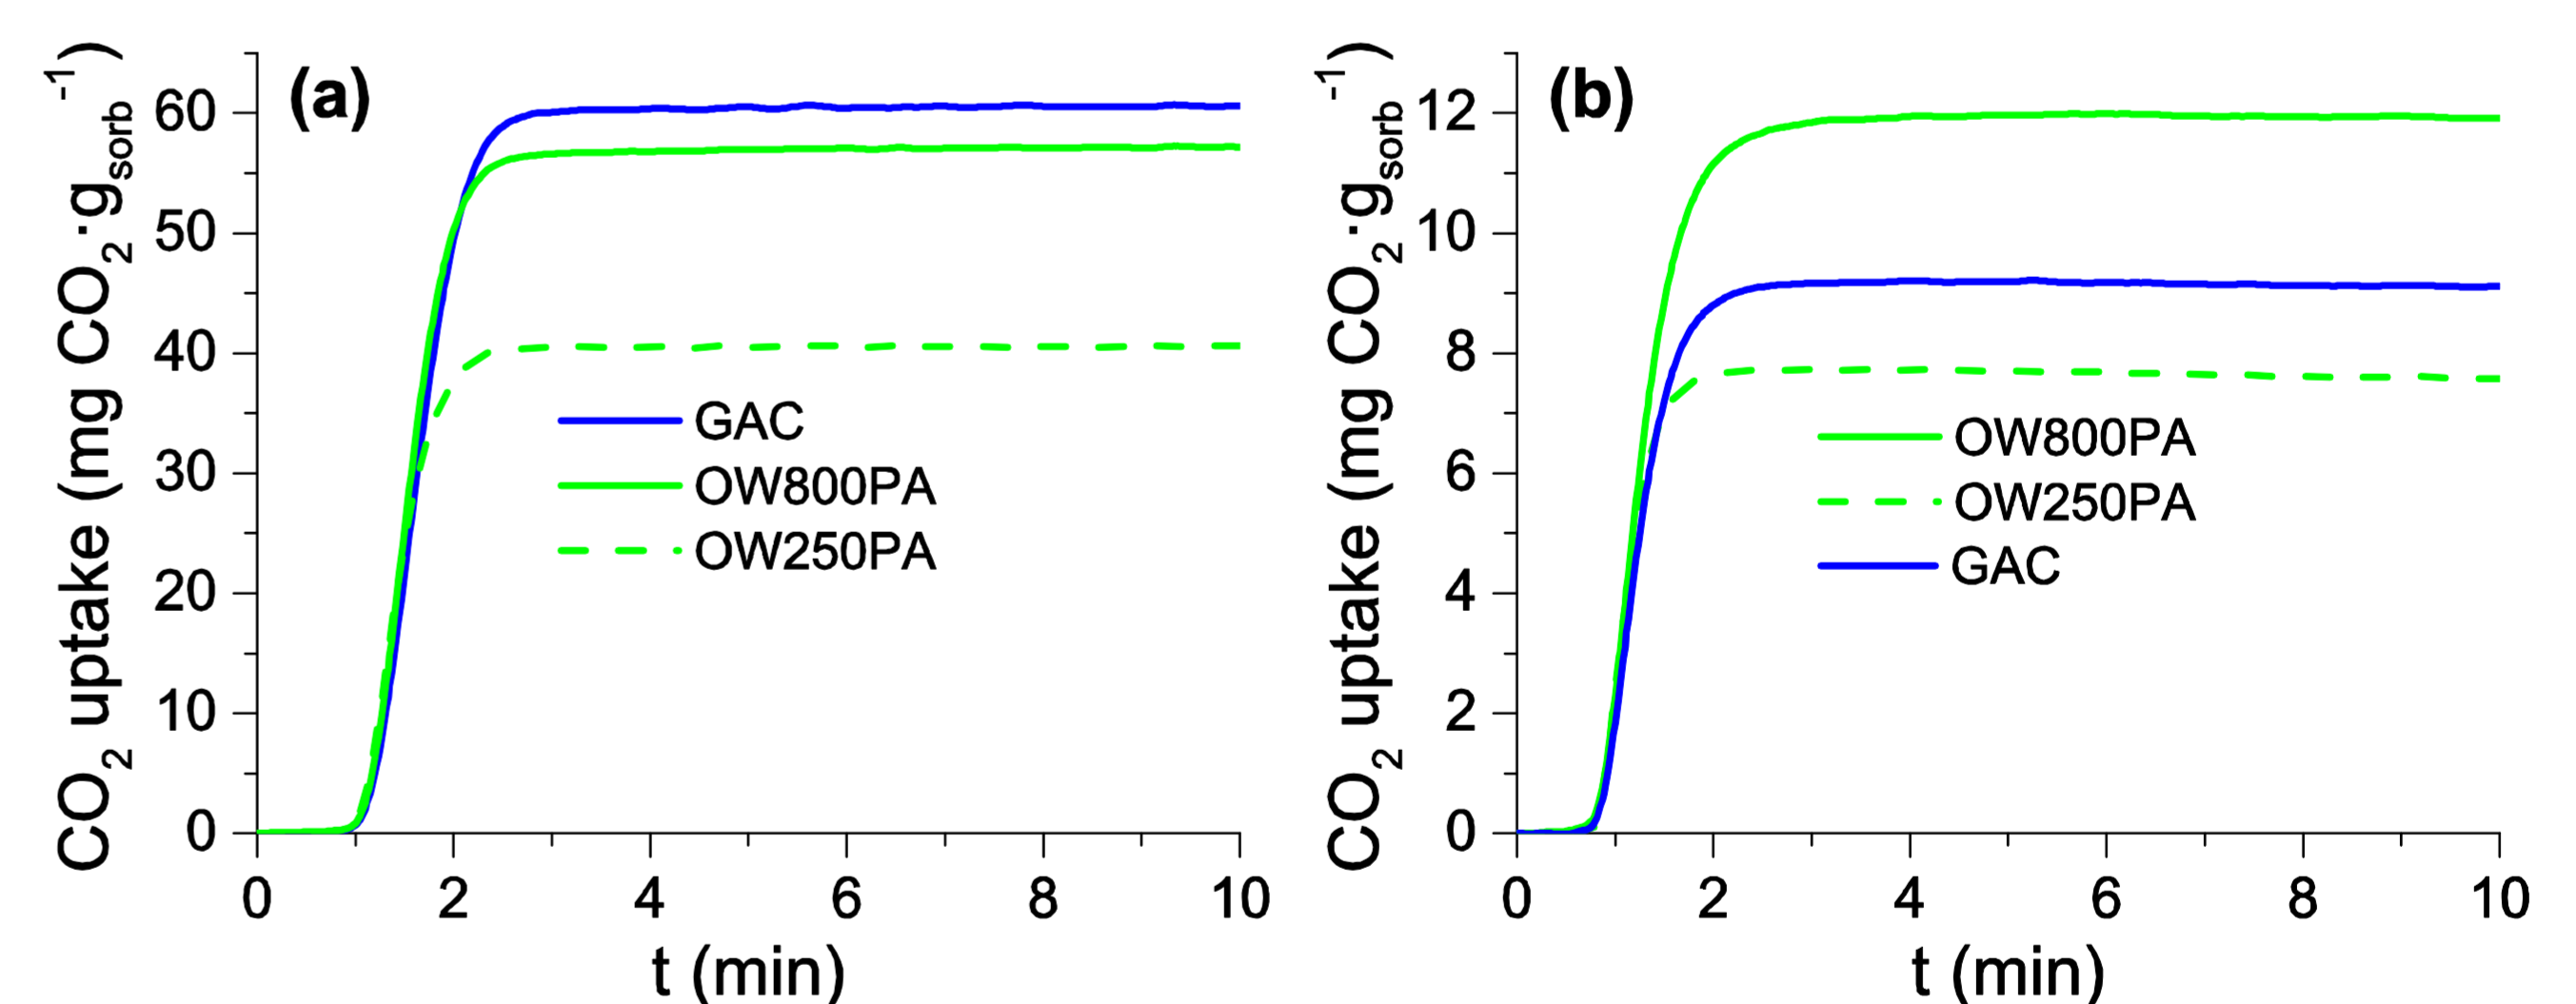 (a)
CO2 uptake (mg CO2·gsorb-1)
60
50
40
30
20
10
0
GAC
OW800PA
OW250PA
0 2 4 6 8 10
t (min)
(b)
CO2 uptake (mg CO2·gsorb-1)
12
10
8
6
4
2
0
OW800PA
OW250PA
GAC
0 2 4 6 8 10
t (min)